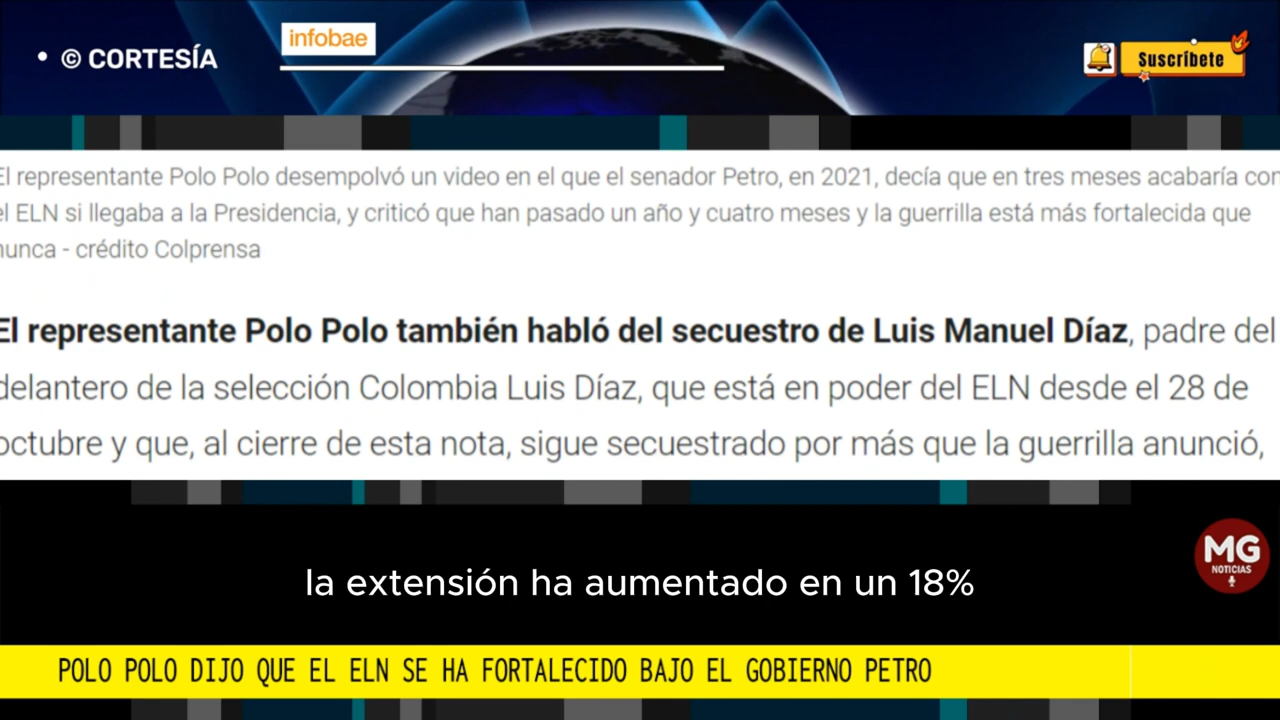 • © CORTESÍA
infobae
Suscríbete
El representante Polo Polo desempolvó un video en el que el senador Petro, en 2021, decía que en tres meses acabaría con
el ELN si llegaba a la Presidencia, y criticó que han pasado un año y cuatro meses y la guerrilla está más fortalecida que
nunca - crédito Colprensa
El representante Polo Polo también habló del secuestro de Luis Manuel Díaz, padre del
delantero de la selección Colombia Luis Díaz, que está en poder del ELN desde el 28 de
octubre y que, al cierre de esta nota, sigue secuestrado por más que la guerrilla anunció,
MG
NOTICIAS
la extensión ha aumentado en un 18%
POLO POLO DIJO QUE EL ELN SE HA FORTALECIDO BAJO EL GOBIERNO PETRO